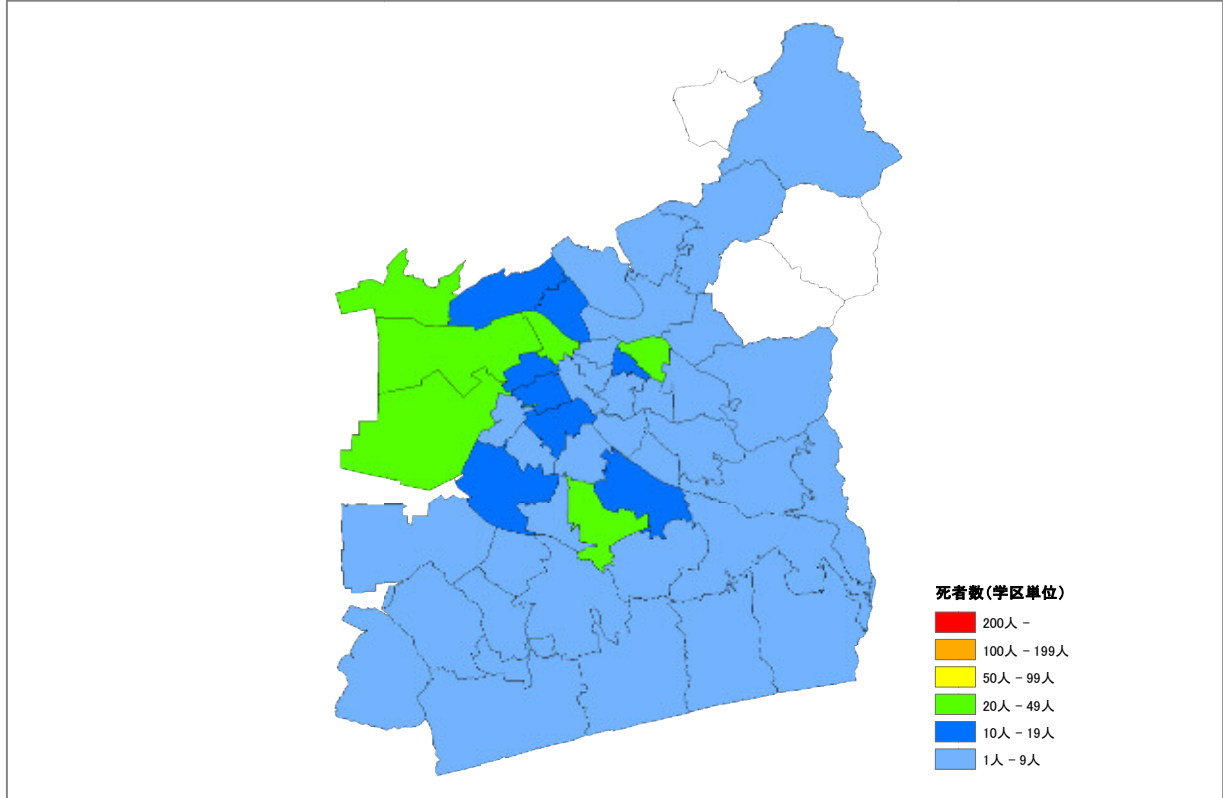 死者数(学区単位)
200人 -
100人 - 199人
50人 - 99人
20人 - 49人
10人 - 19人
1人 - 9人